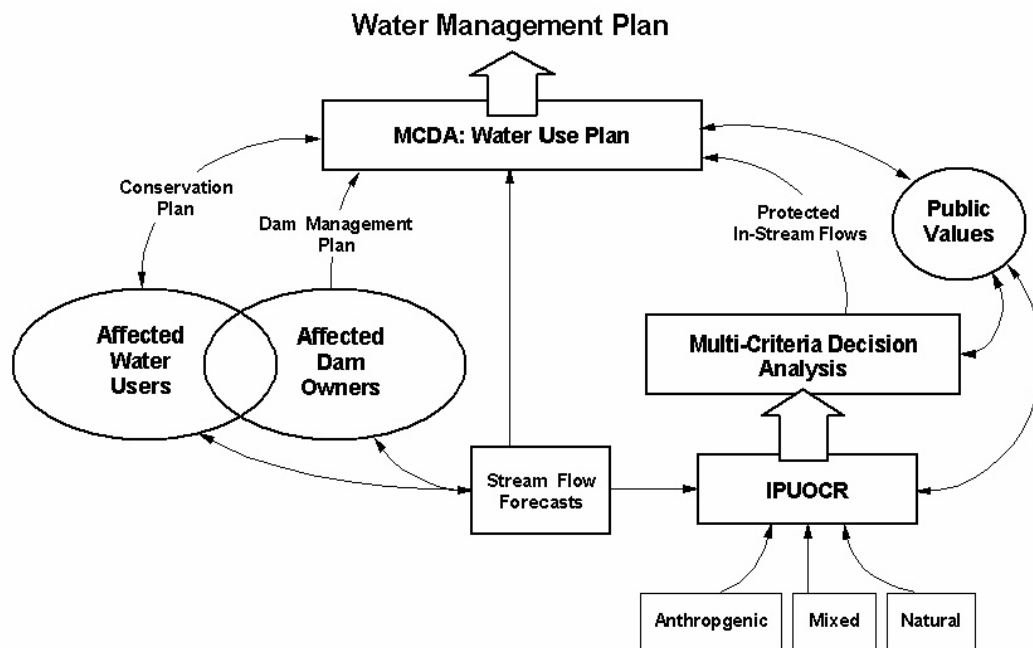 Water Management Plan
MCDA: Water Use Plan
Conservation
Plan
Dam Management
Plan
Protected
In-Stream Flows
Public
Values
Affected
Water
Users
Affected
Dam
Owners
Multi-Criteria Decision
Analysis
Stream Flow
Forecasts
IPUOCR
Anthropgenic
Mixed
Natural